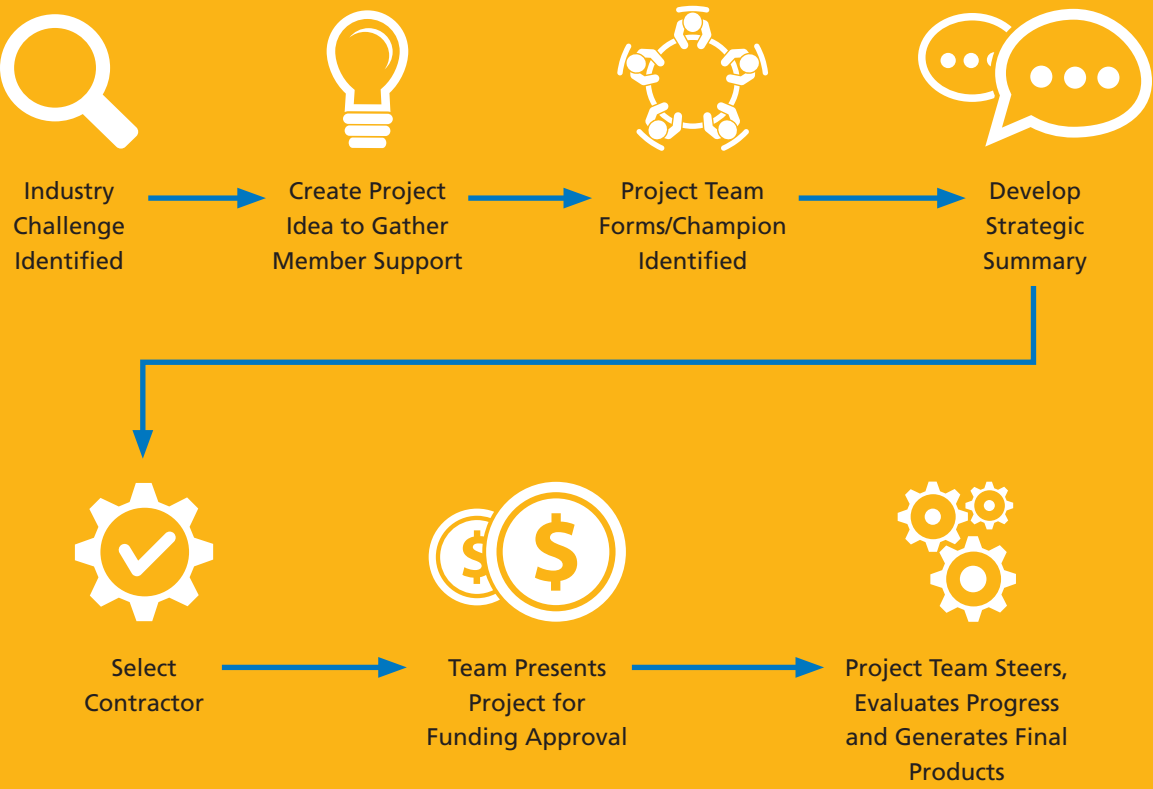 Industry
Challenge
Identified
Create Project
Idea to Gather
Member Support
Project Team
Forms/Champion
Identified
Develop
Strategic
Summary
Select
Contractor
$
$
Team Presents
Project for
Funding Approval
Project Team Steers,
Evaluates Progress
and Generates Final
Products